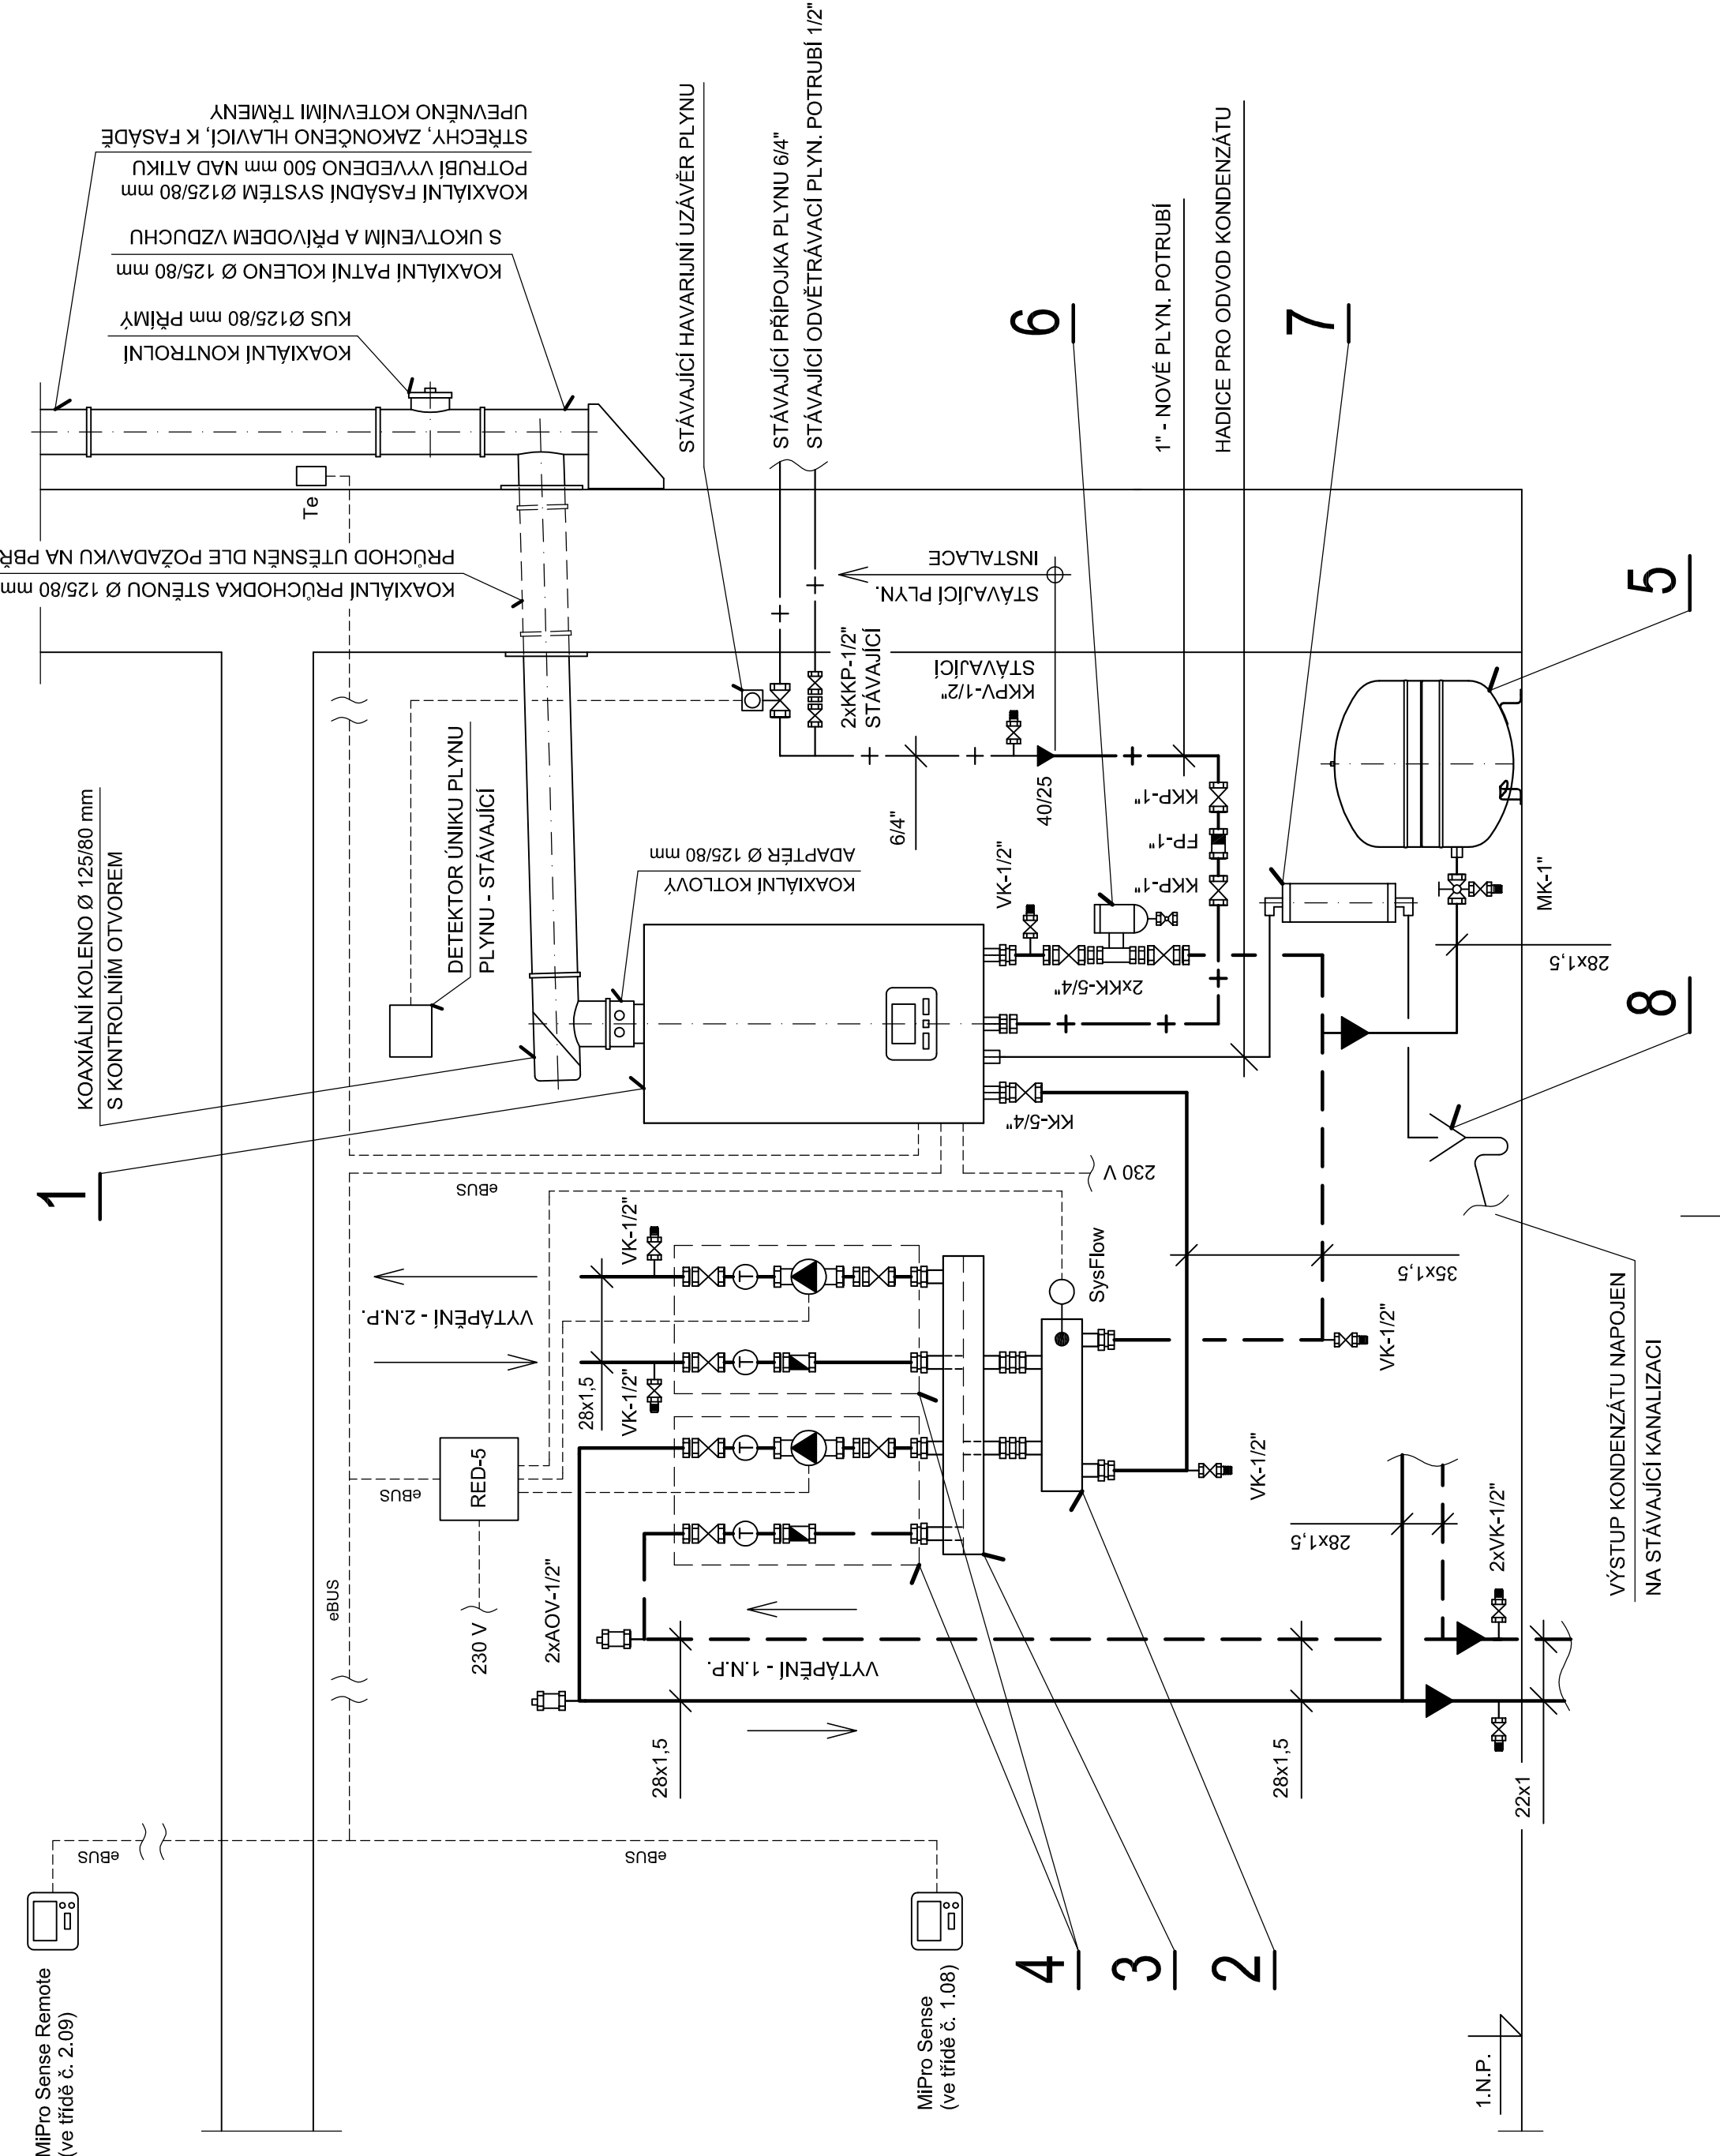 MiPro Sense Remote
(ve třídě č. 2.09)
eBUS
eBUS
MiPro Sense
(ve třídě č. 1.08)
1.N.P.
1
KOAXIÁLNÍ KOLENO Ø 125/80 mm
S KONTROLNÍM OTVOREM
KOAXIÁLNÍ PRŮCHODKA STĚNOU Ø 125/80 mm
PRŮCHOD UTĚSNĚN DLE POŽADAVKU NA PBŘ
KOAXIÁLNÍ FASÁDNÍ SYSTÉM Ø125/80 mm
POTRUBÍ VYVEDENO 500 mm NAD ATIKU
STŘECHY, ZAKONČENO HLAVICÍ, K FASÁDĚ
UPEVNĚNO KOTEVNÍMI TŘMENY
KOAXIÁLNÍ PATNÍ KOLENO Ø 125/80 mm
S UKOTVENÍM A PŘÍVODEM VZDUCHU
KOAXIÁLNÍ KONTROLNÍ
KUS Ø125/80 mm PŘÍMÝ
Te
eBUS
230 V
RED-5
eBUS
eBUS
VYTÁPĚNÍ - 2.N.P.
28x1,5
VK-1/2"
VK-1/2"
2xAOV-1/2"
28x1,5
VYTÁPĚNÍ - 1.N.P.
DETEKTOR ÚNIKU PLYNU
PLYNU - STÁVAJÍCÍ
KOAXIÁLNÍ KOTLOVÝ
ADAPTÉR Ø 125/80 mm
STÁVAJÍCÍ HAVARIJNÍ UZÁVĚR PLYNU
STÁVAJÍCÍ PŘÍPOJKA PLYNU 6/4"
STÁVAJÍCÍ ODVĚTRÁVACÍ PLYN. POTRUBÍ 1/2"
2xKKP-1/2"
STÁVAJÍCÍ
6/4"
KKPV-1/2"
STÁVAJÍCÍ
STÁVAJÍCÍ PLYN.
INSTALACE
40/25
VK-1/2"
6
1" - NOVÉ PLYN. POTRUBÍ
HADICE PRO ODVOD KONDENZÁTU
7
KKP-1"
FP-1"
KKP-1"
2xKK-5/4"
KK-5/4"
230 V
SysFlow
35x1,5
VK-1/2"
VK-1/2"
4
3
2
28x1,5
28x1,5
2xVK-1/2"
22x1
MK-1"
28x1,5
5
8
VÝSTUP KONDENZÁTU NAPOJEN
NA STÁVAJÍCÍ KANALIZACI